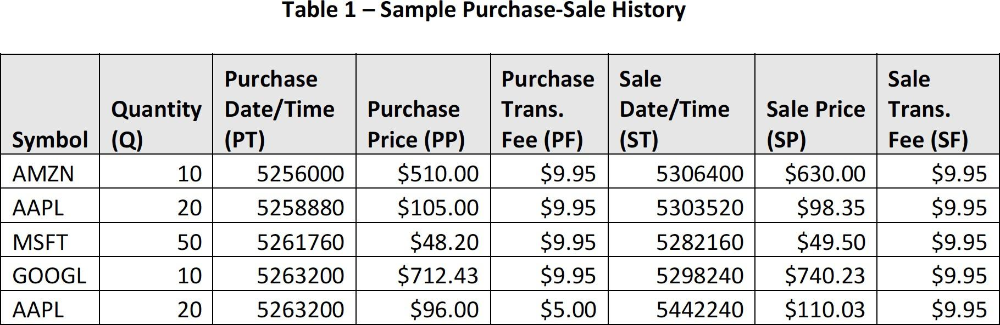 Table 1 – Sample Purchase-Sale History
Symbol Quantity (Q) Purchase Date/Time (PT) Purchase Price (PP) Purchase Trans. Fee (PF) Sale Date/Time (ST) Sale Price (SP) Sale Trans. Fee (SF)
AMZN 10 5256000 $510.00 $9.95 5306400 $630.00 $9.95
AAPL 20 5258880 $105.00 $9.95 5303520 $98.35 $9.95
MSFT 50 5261760 $48.20 $9.95 5282160 $49.50 $9.95
GOOGL 10 5263200 $712.43 $9.95 5298240 $740.23 $9.95
AAPL 20 5263200 $96.00 $5.00 5442240 $110.03 $9.95